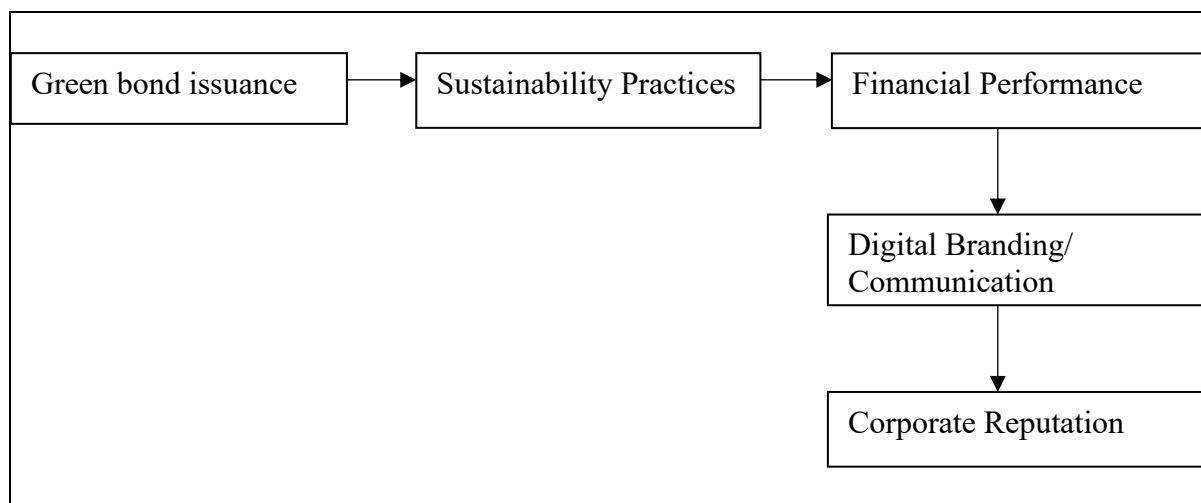 Green bond issuance
Sustainability Practices
Financial Performance
Digital Branding/
Communication
Corporate Reputation